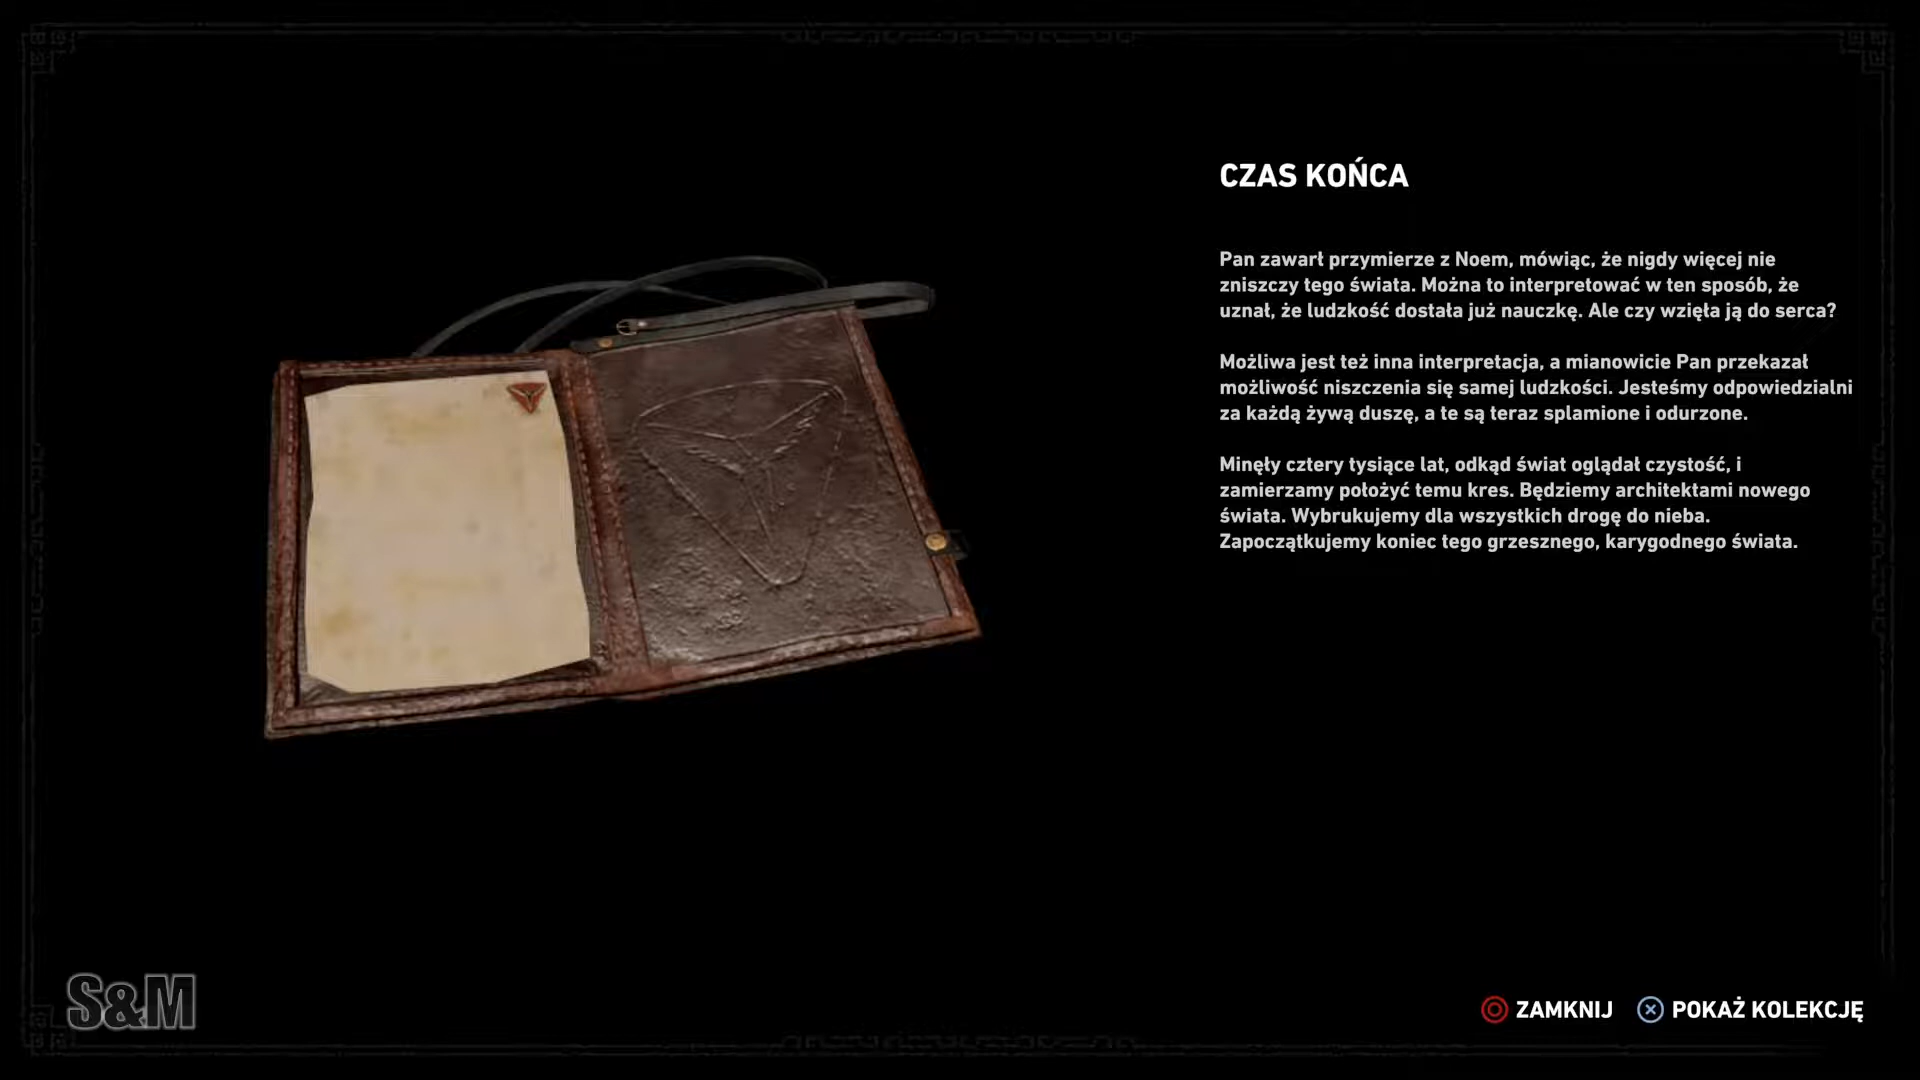 CZAS KOŃCA
Pan zawarł przymierze z Noem, mówiąc, że nigdy więcej nie
zniszczy tego świata. Można to interpretować w ten sposób, że
uznał, że ludzkość dostała już nauczkę. Ale czy wzięła ją do serca?
Możliwa jest też inna interpretacja, a mianowicie Pan przekazał
możliwość niszczenia się samej ludzkości. Jesteśmy odpowiedzialni
za każdą żywą duszę, a te są teraz splamione i odurzone.
Minęły cztery tysiące lat, odkąd świat oglądał czystość, i
zamierzamy położyć temu kres. Będziemy architektami nowego
świata. Wybrukujemy dla wszystkich drogę do nieba.
Zapoczątkujemy koniec tego grzesznego, karygodnego świata.
S&M
ZAMKNIJ
POKAŻ KOLEKCJĘ